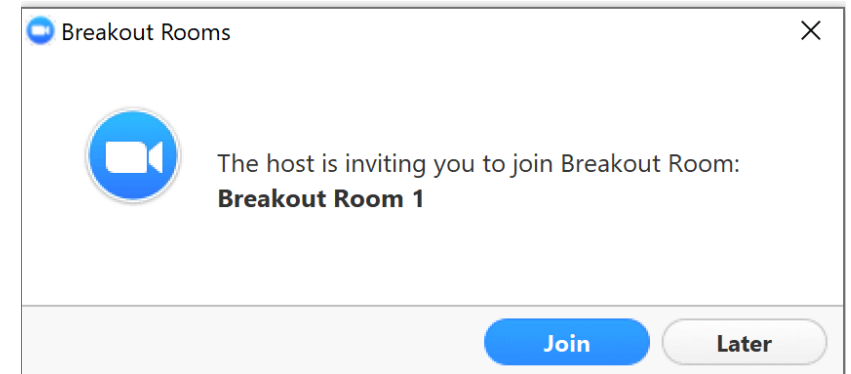 Breakout Rooms
The host is inviting you to join Breakout Room:
Breakout Room 1
Join
Later